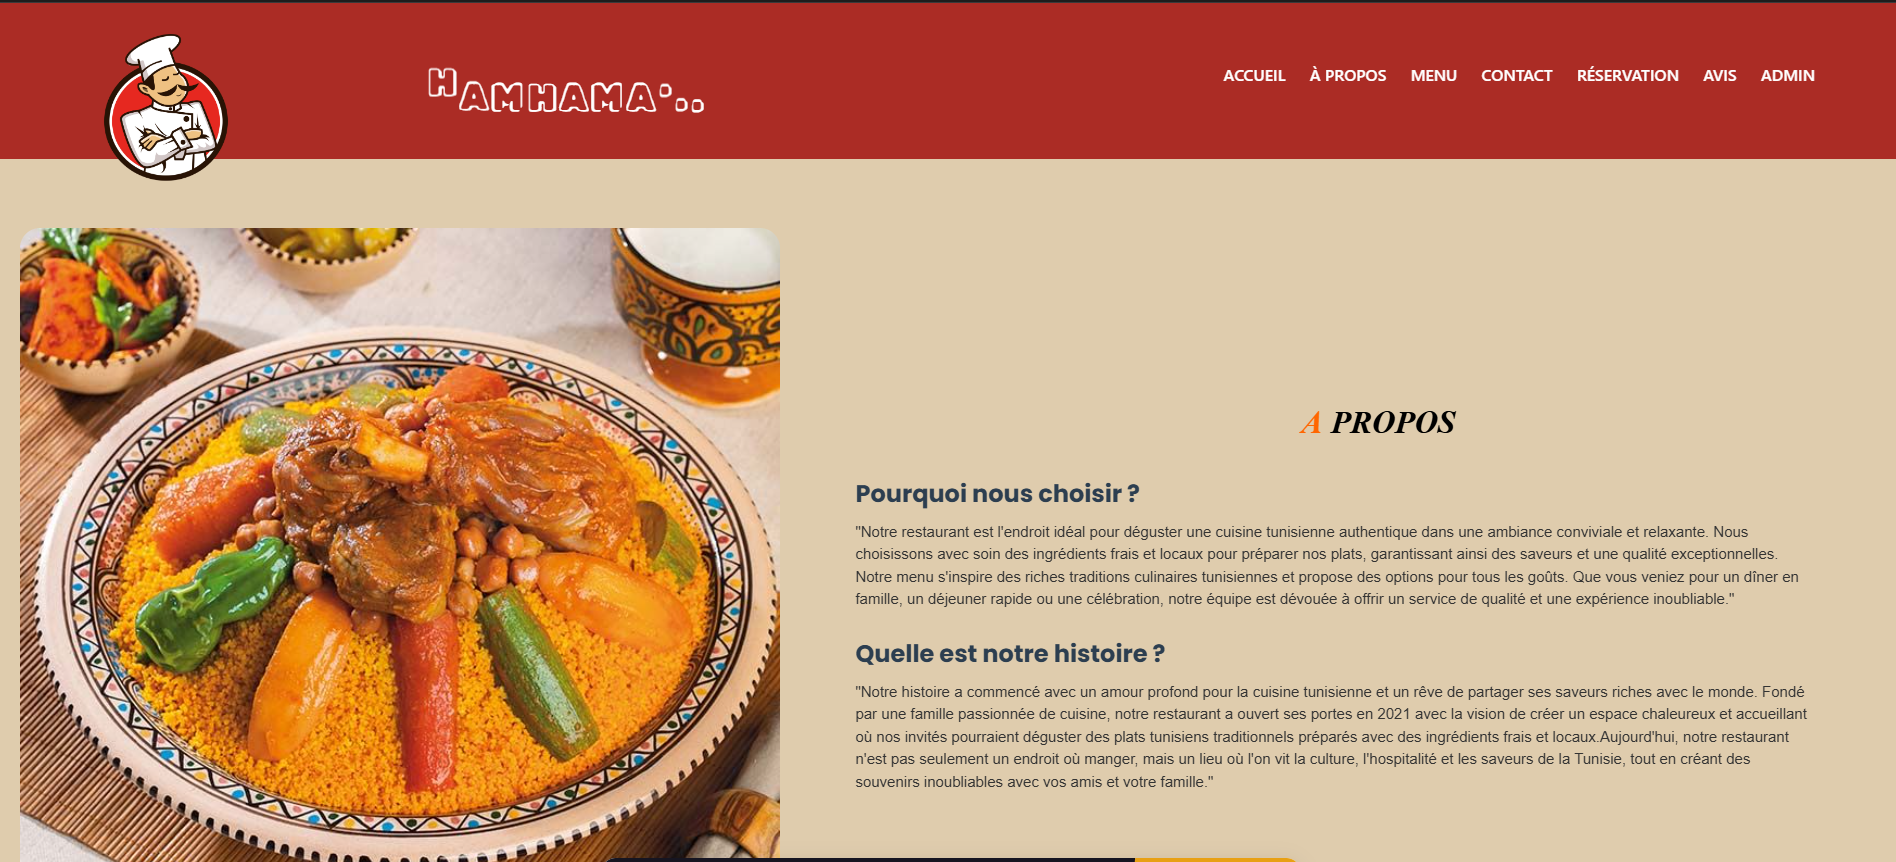 HAMHAMA'..
ACCUEIL À PROPOS MENU CONTACT RÉSERVATION AVIS ADMIN
A PROPOS
Pourquoi nous choisir ?
"Notre restaurant est l'endroit idéal pour déguster une cuisine tunisienne authentique dans une ambiance conviviale et relaxante. Nous
choisissons avec soin des ingrédients frais et locaux pour préparer nos plats, garantissant ainsi des saveurs et une qualité exceptionnelles.
Notre menu s'inspire des riches traditions culinaires tunisiennes et propose des options pour tous les goûts. Que vous veniez pour un dîner en
famille, un déjeuner rapide ou une célébration, notre équipe est dévouée à offrir un service de qualité et une expérience inoubliable."
Quelle est notre histoire ?
"Notre histoire a commencé avec un amour profond pour la cuisine tunisienne et un rêve de partager ses saveurs riches avec le monde. Fondé
par une famille passionnée de cuisine, notre restaurant a ouvert ses portes en 2021 avec la vision de créer un espace chaleureux et accueillant
où nos invités pourraient déguster des plats tunisiens traditionnels préparés avec des ingrédients frais et locaux.Aujourd'hui, notre restaurant
n'est pas seulement un endroit où manger, mais un lieu où l'on vit la culture, l'hospitalité et les saveurs de la Tunisie, tout en créant des
souvenirs inoubliables avec vos amis et votre famille."